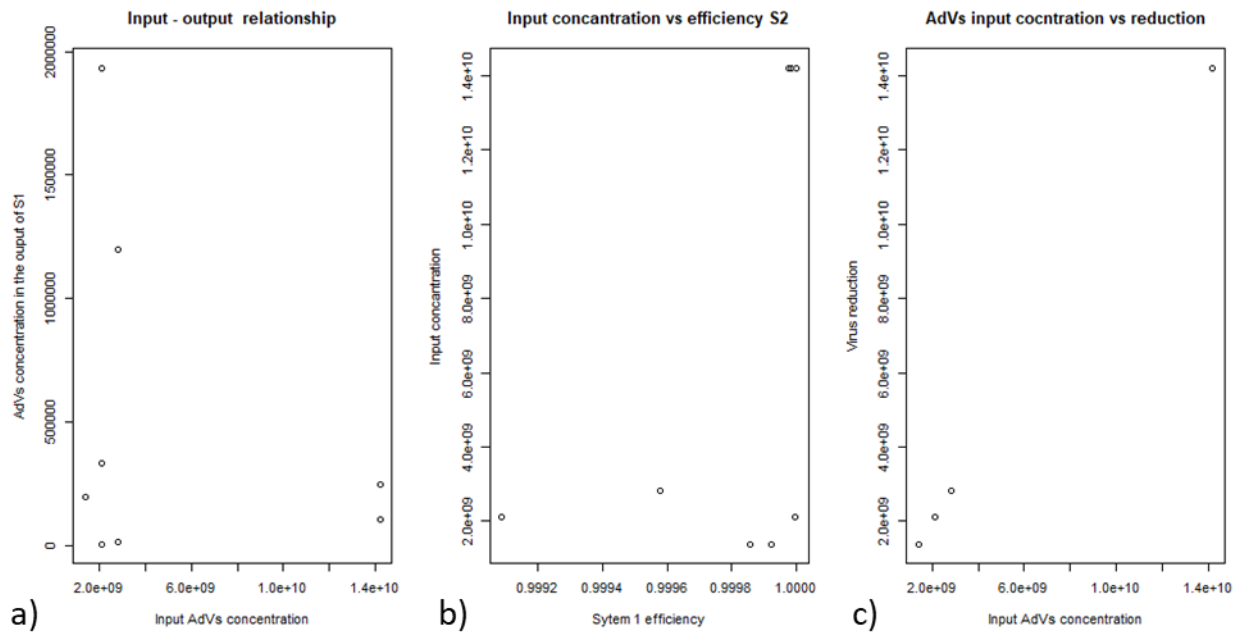 Input - output relationship
AdVs concentration in the ouput of S1
2000000
1500000
1000000
500000
0
2.0e+09 6.0e+09 1.0e+10 1.4e+10
Input AdVs concentration
a)
Input concantration vs efficiency S2
Input concantration
1.4e+10
1.2e+10
1.0e+10
8.0e+09
6.0e+09
4.0e+09
2.0e+09
0.9992 0.9994 0.9996 0.9998 1.0000
Sytem 1 efficiency
b)
AdVs input cocntration vs reduction
Virus reduction
1.4e+10
1.2e+10
1.0e+10
8.0e+09
6.0e+09
4.0e+09
2.0e+09
2.0e+09 6.0e+09 1.0e+10 1.4e+10
Input AdVs concentration
c)